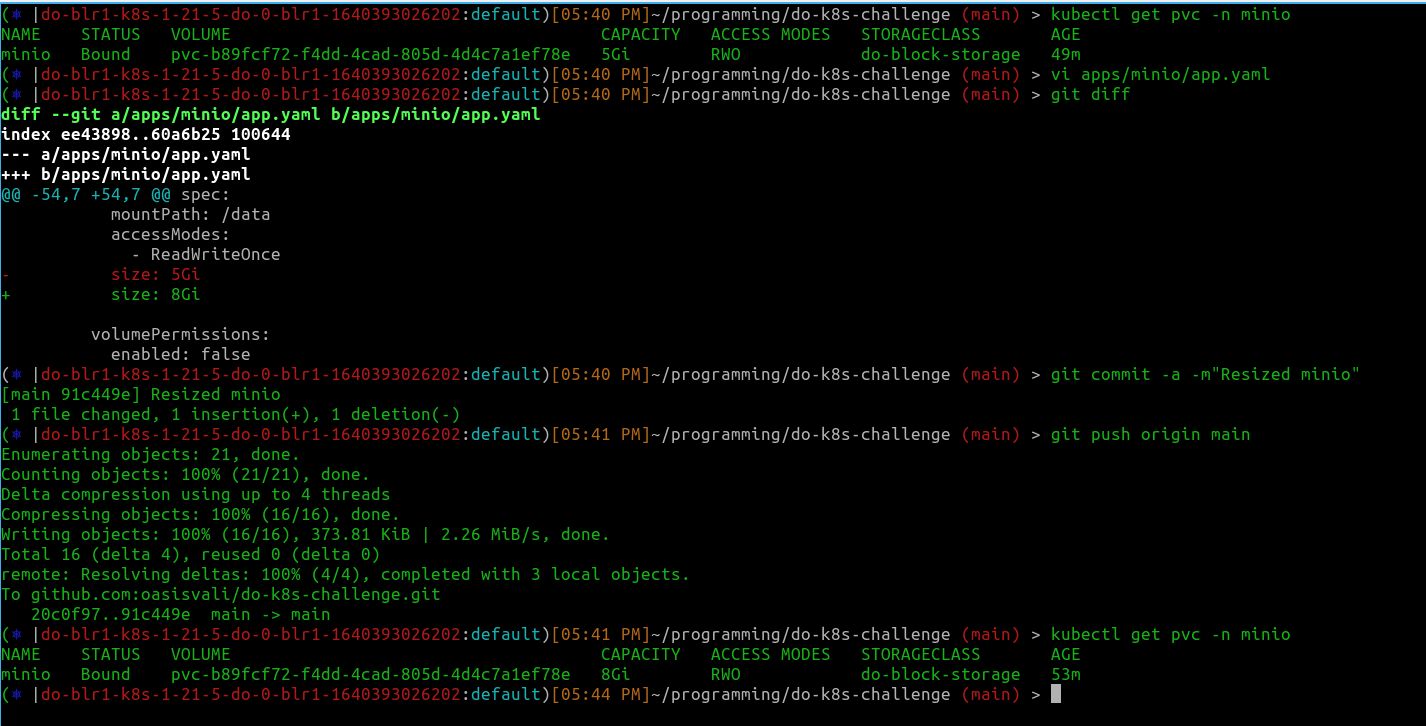 (⎈ |do-blr1-k8s-1-21-5-do-0-blr1-1640393026202:default)[05:40 PM]~/programming/do-k8s-challenge (main) > kubectl get pvc -n minio
NAME    STATUS   VOLUME                                     CAPACITY   ACCESS MODES   STORAGECLASS       AGE
minio   Bound    pvc-b89fcf72-f4dd-4cad-805d-4d4c7a1ef78e   5Gi        RWO            do-block-storage   49m
(⎈ |do-blr1-k8s-1-21-5-do-0-blr1-1640393026202:default)[05:40 PM]~/programming/do-k8s-challenge (main) > vi apps/minio/app.yaml
(⎈ |do-blr1-k8s-1-21-5-do-0-blr1-1640393026202:default)[05:40 PM]~/programming/do-k8s-challenge (main) > git diff
diff --git a/apps/minio/app.yaml b/apps/minio/app.yaml
index ee43898..60a6b25 100644
--- a/apps/minio/app.yaml
+++ b/apps/minio/app.yaml
@@ -54,7 +54,7 @@ spec:
           mountPath: /data
           accessModes:
             - ReadWriteOnce
-          size: 5Gi
+          size: 8Gi
         volumePermissions:
           enabled: false
(⎈ |do-blr1-k8s-1-21-5-do-0-blr1-1640393026202:default)[05:40 PM]~/programming/do-k8s-challenge (main) > git commit -a -m"Resized minio"
[main 91c449e] Resized minio
 1 file changed, 1 insertion(+), 1 deletion(-)
(⎈ |do-blr1-k8s-1-21-5-do-0-blr1-1640393026202:default)[05:41 PM]~/programming/do-k8s-challenge (main) > git push origin main
Enumerating objects: 21, done.
Counting objects: 100% (21/21), done.
Delta compression using up to 4 threads
Compressing objects: 100% (16/16), done.
Writing objects: 100% (16/16), 373.81 KiB | 2.26 MiB/s, done.
Total 16 (delta 4), reused 0 (delta 0)
remote: Resolving deltas: 100% (4/4), completed with 3 local objects.
To github.com:oasisvali/do-k8s-challenge.git
   20c0f97..91c449e  main -> main
(⎈ |do-blr1-k8s-1-21-5-do-0-blr1-1640393026202:default)[05:41 PM]~/programming/do-k8s-challenge (main) > kubectl get pvc -n minio
NAME    STATUS   VOLUME                                     CAPACITY   ACCESS MODES   STORAGECLASS       AGE
minio   Bound    pvc-b89fcf72-f4dd-4cad-805d-4d4c7a1ef78e   8Gi        RWO            do-block-storage   53m
(⎈ |do-blr1-k8s-1-21-5-do-0-blr1-1640393026202:default)[05:44 PM]~/programming/do-k8s-challenge (main) >